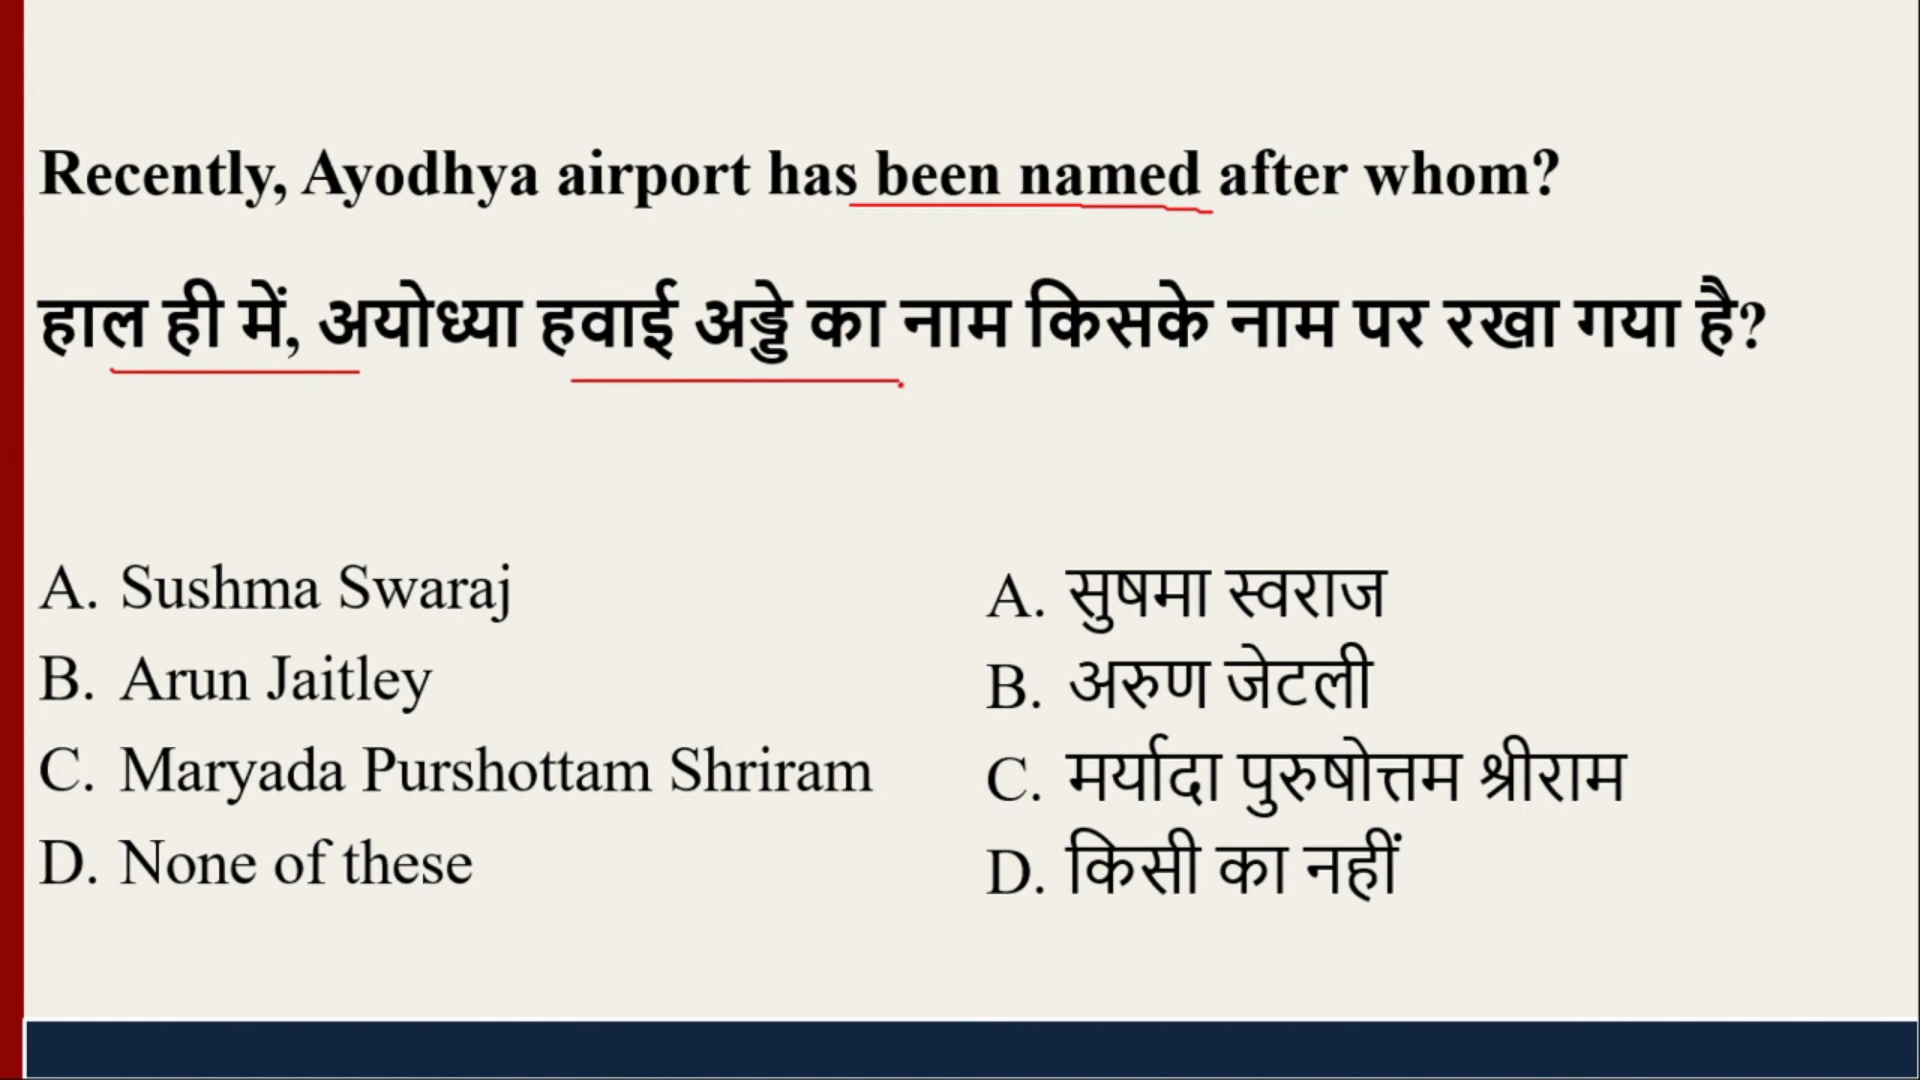 Recently, Ayodhya airport has been named after whom?
हाल ही में, अयोध्या हवाई अड्डे का नाम किसके नाम पर रखा गया है?
A. Sushma Swaraj
B. Arun Jaitley
C. Maryada Purshottam Shriram
D. None of these
A. सुषमा स्वराज
B. अरुण जेटली
C. मर्यादा पुरुषोत्तम श्रीराम
D. किसी का नहीं